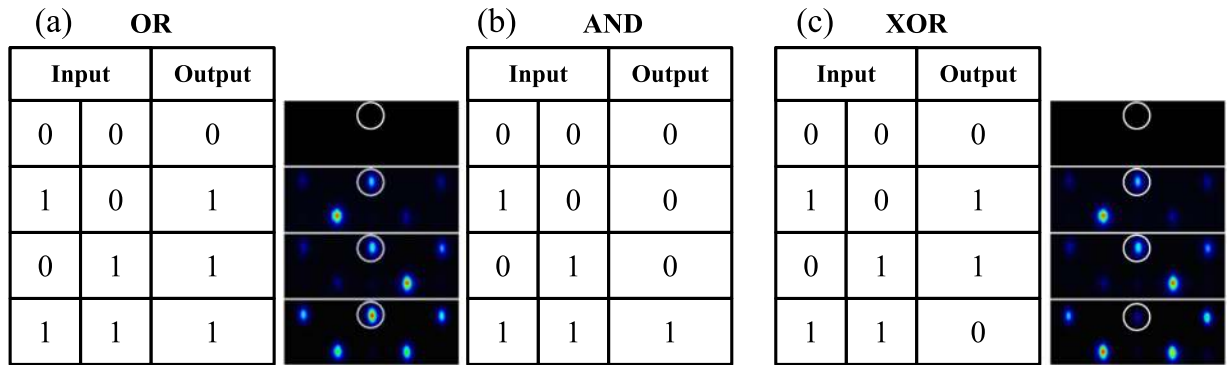 (a) OR (b) AND (c) XOR
Input Output Input Output Input Output
0 0 0 0 0 0 0 0 0
1 0 1 1 0 0 1 0 1
0 1 1 0 1 0 0 1 1
1 1 1 1 1 1 1 1 0